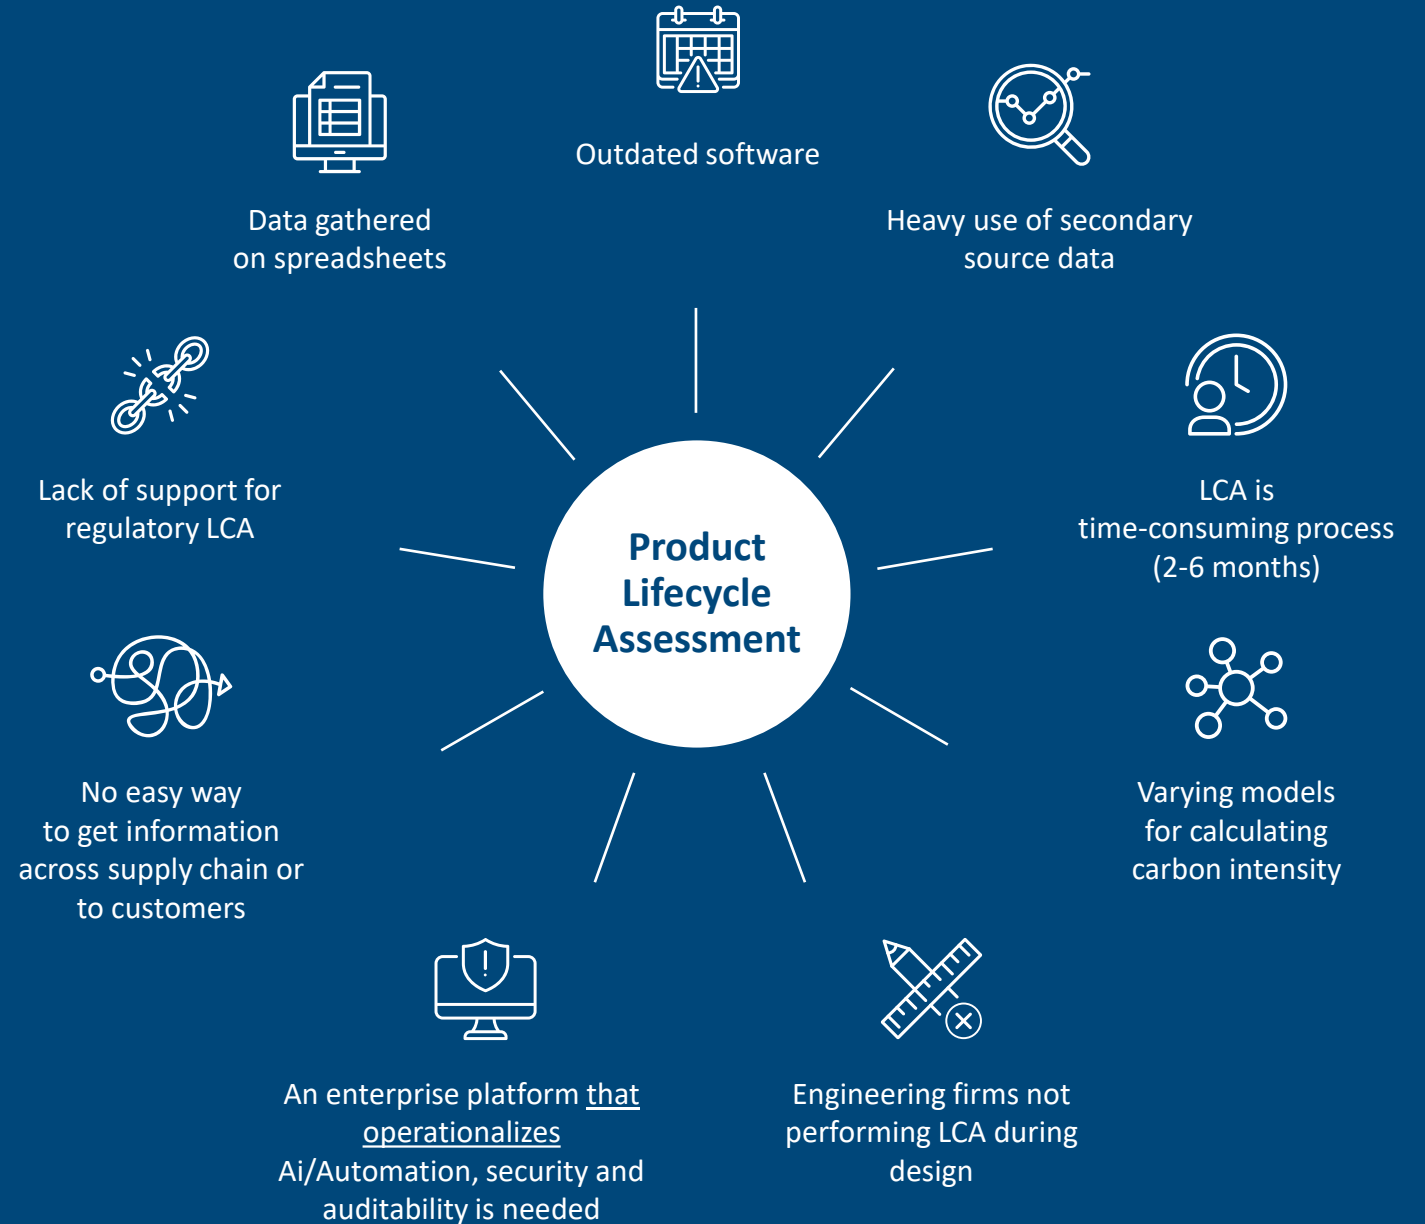 Outdated software
Data gathered
on spreadsheets
Heavy use of secondary
source data
Lack of support for
regulatory LCA
LCA is
time-consuming process
(2-6 months)
Product
Lifecycle
Assessment
No easy way
to get information
across supply chain or
to customers
Varying models
for calculating
carbon intensity
An enterprise platform that
operationalizes
Ai/Automation, security and
auditability is needed
Engineering firms not
performing LCA during
design